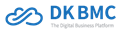 DK BMC
The Digital Business Platform